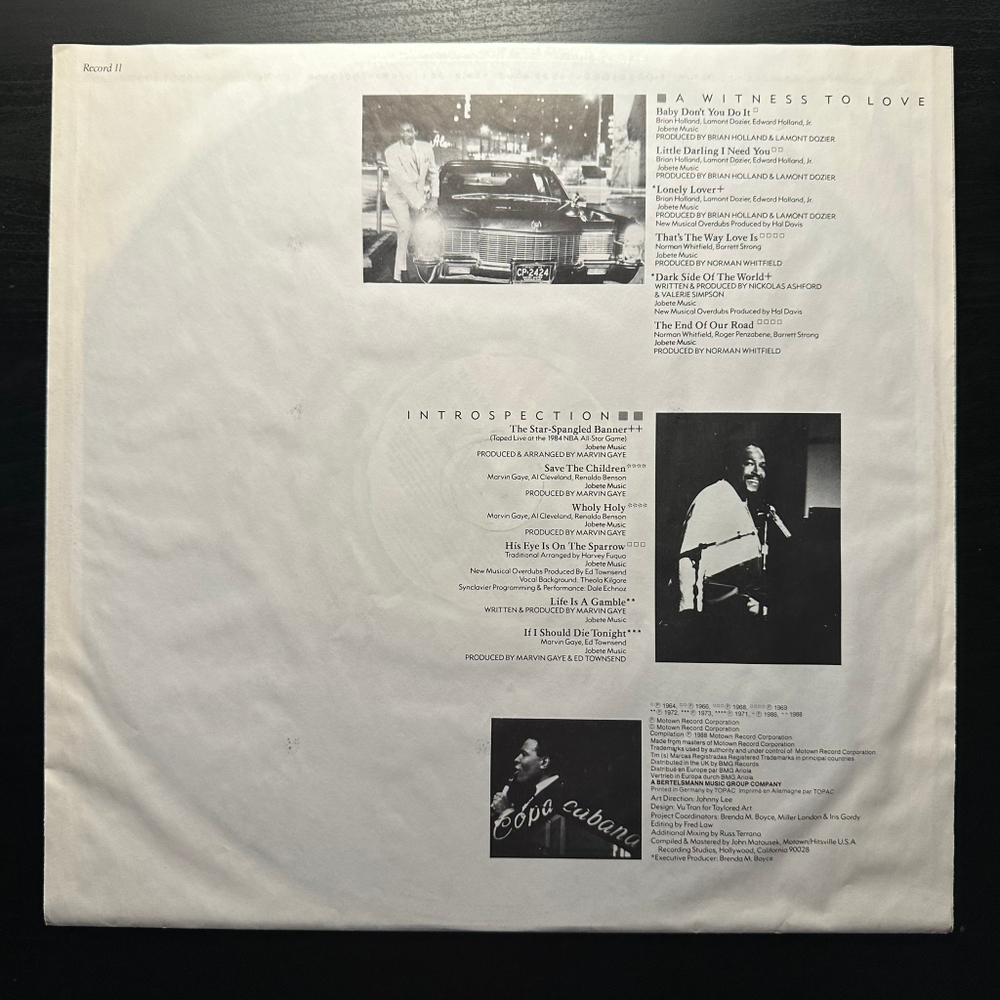 Record II
■ A WITNESS TO LOVE
Baby Don't You Do It □
Brian Holland, Lamont Dozier, Edward Holland, Jr.
Jobete Music
PRODUCED BY BRIAN HOLLAND & LAMONT DOZIER
Little Darling I Need You □□
Brian Holland, Lamont Dozier, Edward Holland, Jr.
Jobete Music
PRODUCED BY BRIAN HOLLAND & LAMONT DOZIER
*Lonely Lover+
Brian Holland, Lamont Dozier, Edward Holland, Jr.
Jobete Music
PRODUCED BY BRIAN HOLLAND & LAMONT DOZIER
New Musical Overdubs Produced by Hal Davis
That's The Way Love Is □□□□
Norman Whitfield, Barrett Strong
Jobete Music
PRODUCED BY NORMAN WHITFIELD
*Dark Side Of The World+
WRITTEN & PRODUCED BY NICKOLAS ASHFORD
& VALERIE SIMPSON
Jobete Music
New Musical Overdubs Produced by Hal Davis
The End Of Our Road □□□□
Norman Whitfield, Roger Penzabene, Barrett Strong
Jobete Music
PRODUCED BY NORMAN WHITFIELD
CP·2424
INTROSPECTION ■■
The Star-Spangled Banner++
(Taped Live at the 1984 NBA All-Star Game)
Jobete Music
PRODUCED & ARRANGED BY MARVIN GAYE
Save The Children****
Marvin Gaye, Al Cleveland, Renaldo Benson
Jobete Music
PRODUCED BY MARVIN GAYE
Wholy Holy****
Marvin Gaye, Al Cleveland, Renaldo Benson
Jobete Music
PRODUCED BY MARVIN GAYE
His Eye Is On The Sparrow □□□
Traditional Arranged by Harvey Fuqua
Jobete Music
New Musical Overdubs Produced By Ed Townsend
Vocal Background: Theola Kilgore
Synclavier Programming & Performance: Dale Echnoz
Life Is A Gamble**
WRITTEN & PRODUCED BY MARVIN GAYE
Jobete Music
If I Should Die Tonight***
Marvin Gaye, Ed Townsend
Jobete Music
PRODUCED BY MARVIN GAYE & ED TOWNSEND
Copa cabana
□℗ 1964, □□℗ 1966, □□□℗ 1968, □□□□℗ 1969
**℗ 1972, ***℗ 1973, ****℗ 1971, +℗ 1986, ++ 1988
℗ Motown Record Corporation
© Motown Record Corporation
Compilation ℗ 1988 Motown Record Corporation
Made from masters of Motown Record Corporation
Trademarks used by authority and under control of Motown Record Corporation
Tm (s) Marcas Registradas Registered Trademarks in principal countries
Distributed in the UK by BMG Records
Distribué en Europe par BMG Ariola
Vertrieb in Europa durch BMG Ariola
A BERTELSMANN MUSIC GROUP COMPANY
Printed in Germany by TOPAC Imprimé en Allemagne par TOPAC
Art Direction: Johnny Lee
Design: Vu Tran for Taylored Art
Project Coordinators: Brenda M. Boyce, Miller London & Iris Gordy
Editing by Fred Law
Additional Mixing by Russ Terrana
Compiled & Mastered by John Matousek, Motown/Hitsville U.S.A.
Recording Studios, Hollywood, California 90028
*Executive Producer: Brenda M. Boyce